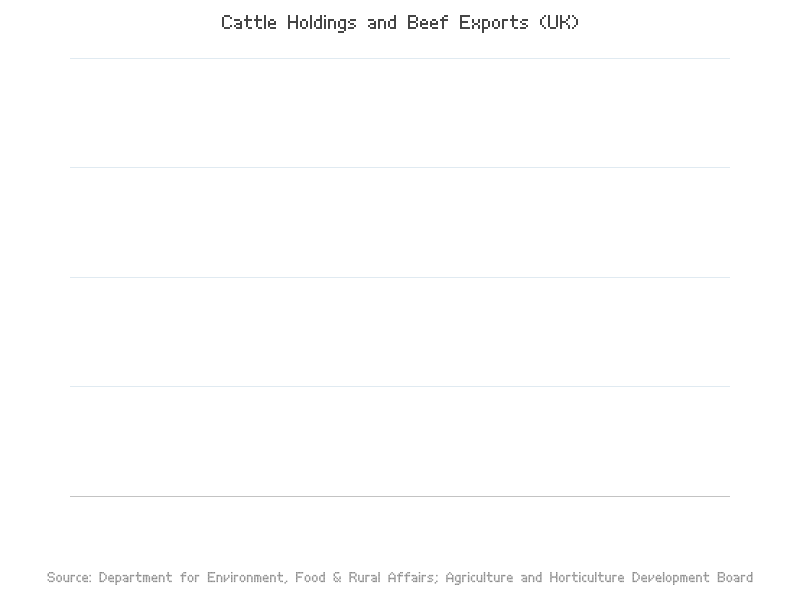 Cattle Holdings and Beef Exports (UK)
Source: Department for Environment, Food & Rural Affairs; Agriculture and Horticulture Development Board